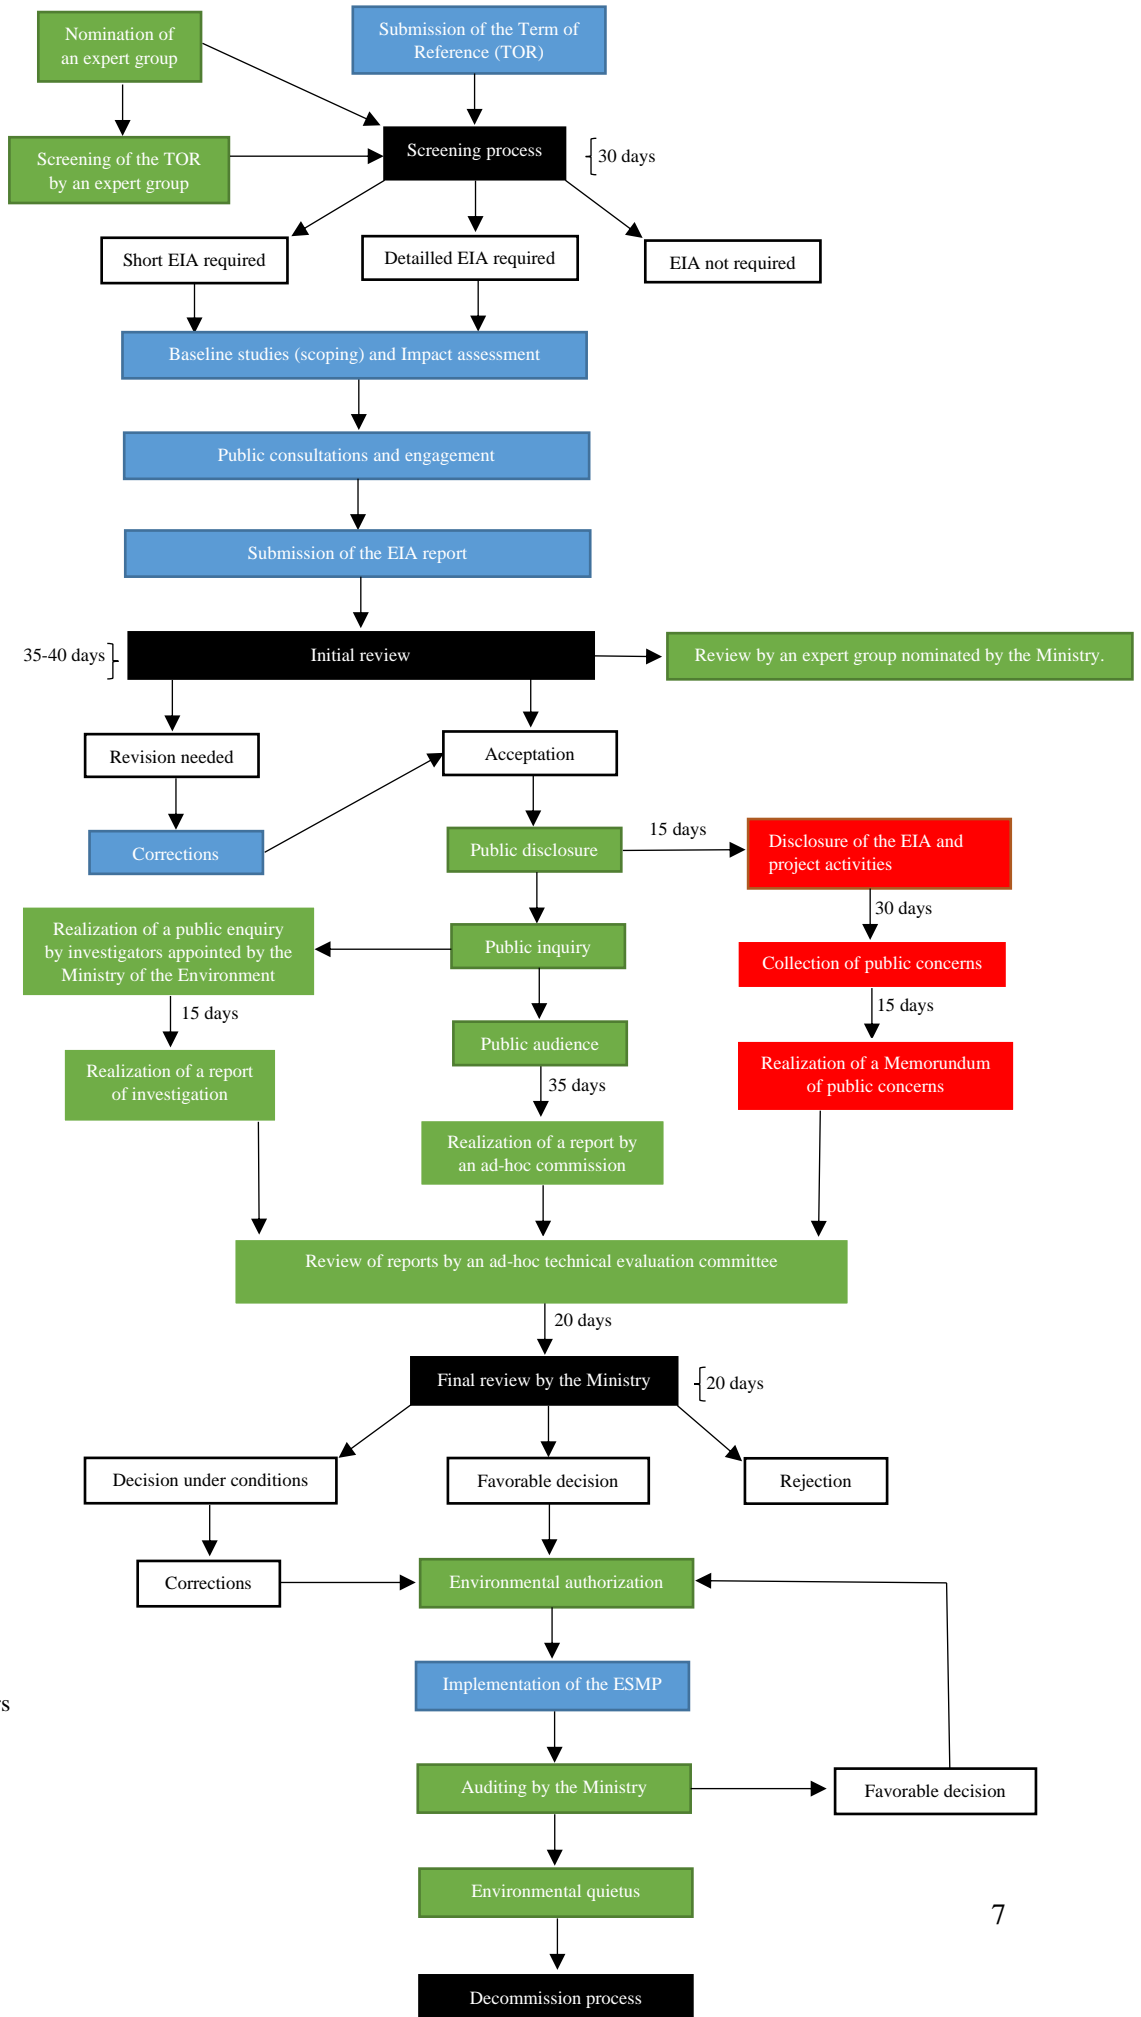 Nomination of
an expert group
Submission of the Term of
Reference (TOR)
Screening of the TOR
by an expert group
Screening process
30 days
Short EIA required
Detailled EIA required
EIA not required
Baseline studies (scoping) and Impact assessment
Public consultations and engagement
Submission of the EIA report
35-40 days
Initial review
Review by an expert group nominated by the Ministry.
Revision needed
Acceptation
Corrections
Public disclosure
15 days
Disclosure of the EIA and
project activities
30 days
Realization of a public enquiry
by investigators appointed by the
Ministry of the Environment
Public inquiry
Collection of public concerns
15 days
15 days
Realization of a report
of investigation
Public audience
35 days
Realization of a Memorundum
of public concerns
Realization of a report by
an ad-hoc commission
Review of reports by an ad-hoc technical evaluation committee
20 days
Final review by the Ministry
20 days
Decision under conditions
Favorable decision
Rejection
Corrections
Environmental authorization
Implementation of the ESMP
Auditing by the Ministry
Favorable decision
Environmental quietus
7
Decommission process